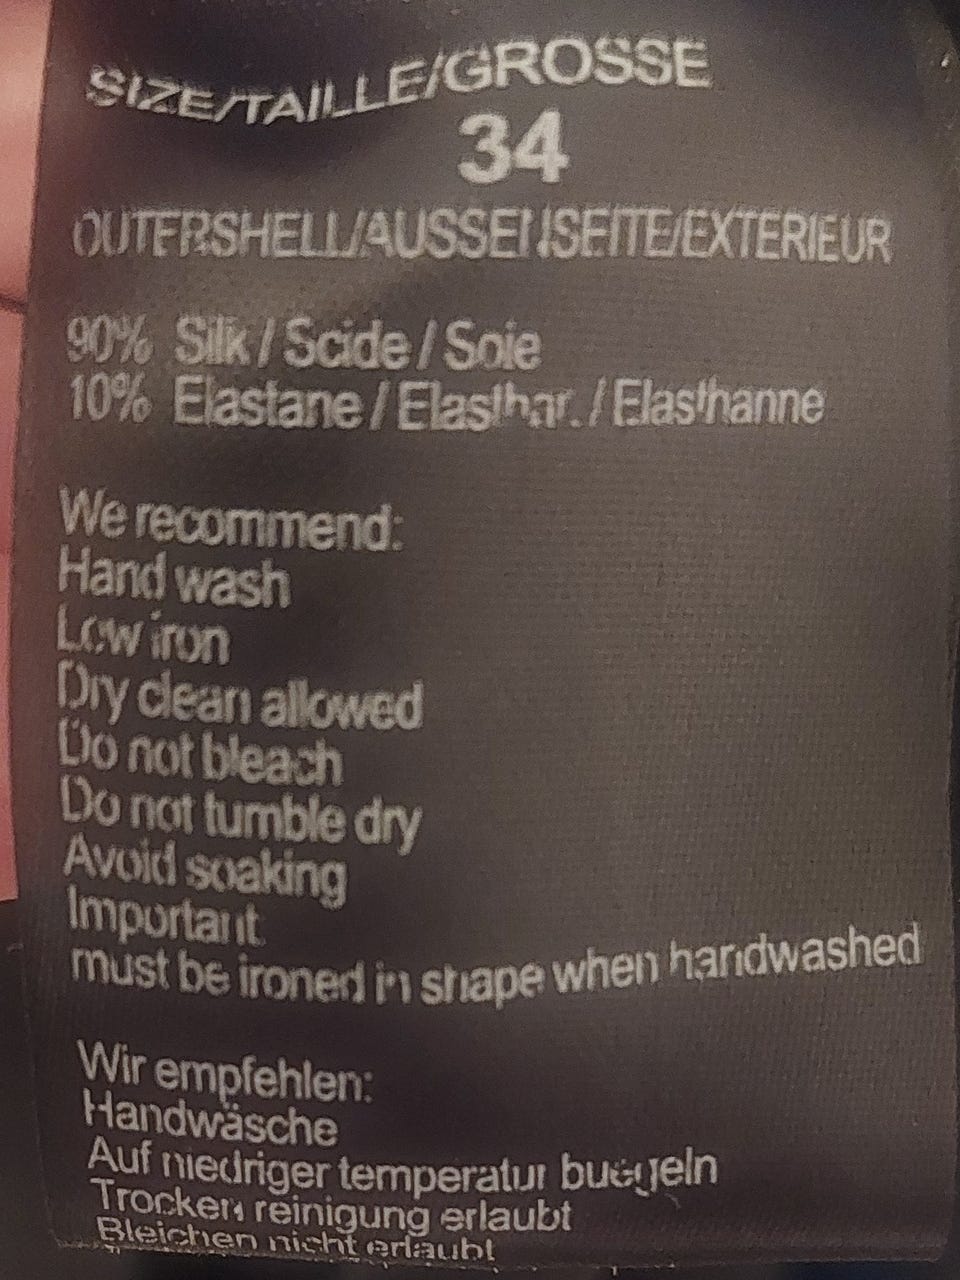 SIZE/TAILLE/GROSSE
34
OUTERSHELL/AUSSENSEITE/EXTERIEUR
90% Silk / Seide / Soie
10% Elastane / Elasthan / Elasthanne
We recommend:
Hand wash
Low iron
Dry clean allowed
Do not bleach
Do not tumble dry
Avoid soaking
Important
must be ironed in shape when handwashed
Wir empfehlen:
Handwäsche
Auf niedriger temperatur buegeln
Trocken reinigung erlaubt
Bleichen nicht erlaubt